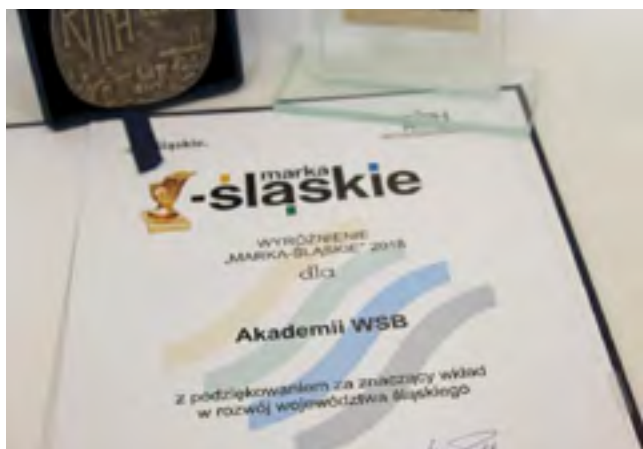 marka
-śląskie
WYRÓŻNIENIE
„MARKA-ŚLĄSKIE” 2018
dla
Akademii WSB
z podziękowaniem za znaczący wkład
w rozwój województwa śląskiego